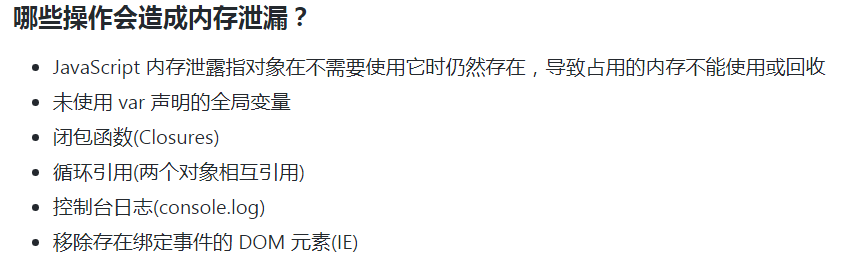 哪些操作会造成内存泄漏？
JavaScript 内存泄露指对象在不需要使用它时仍然存在，导致占用的内存不能使用或回收
未使用 var 声明的全局变量
闭包函数(Closures)
循环引用(两个对象相互引用)
控制台日志(console.log)
移除存在绑定事件的 DOM 元素(IE)